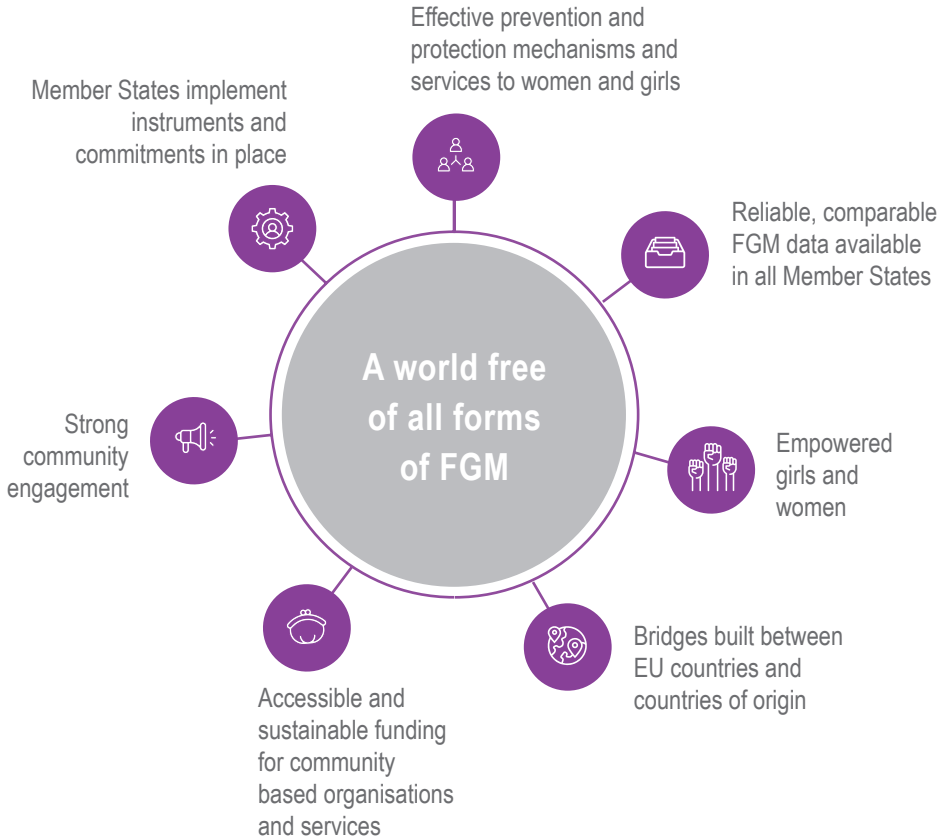 Effective prevention and
protection mechanisms and
services to women and girls
Member States implement
instruments and
commitments in place
Reliable, comparable
FGM data available
in all Member States
A world free
of all forms
of FGM
Strong
community
engagement
Empowered
girls and
women
Bridges built between
EU countries and
countries of origin
Accessible and
sustainable funding
for community
based organisations
and services